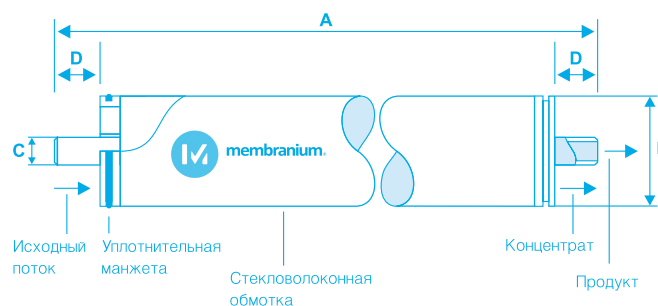 A
D
D
C
membranium®
Исходный
поток
Уплотнительная
манжета
Стекловолоконная
обмотка
Концентрат
Продукт